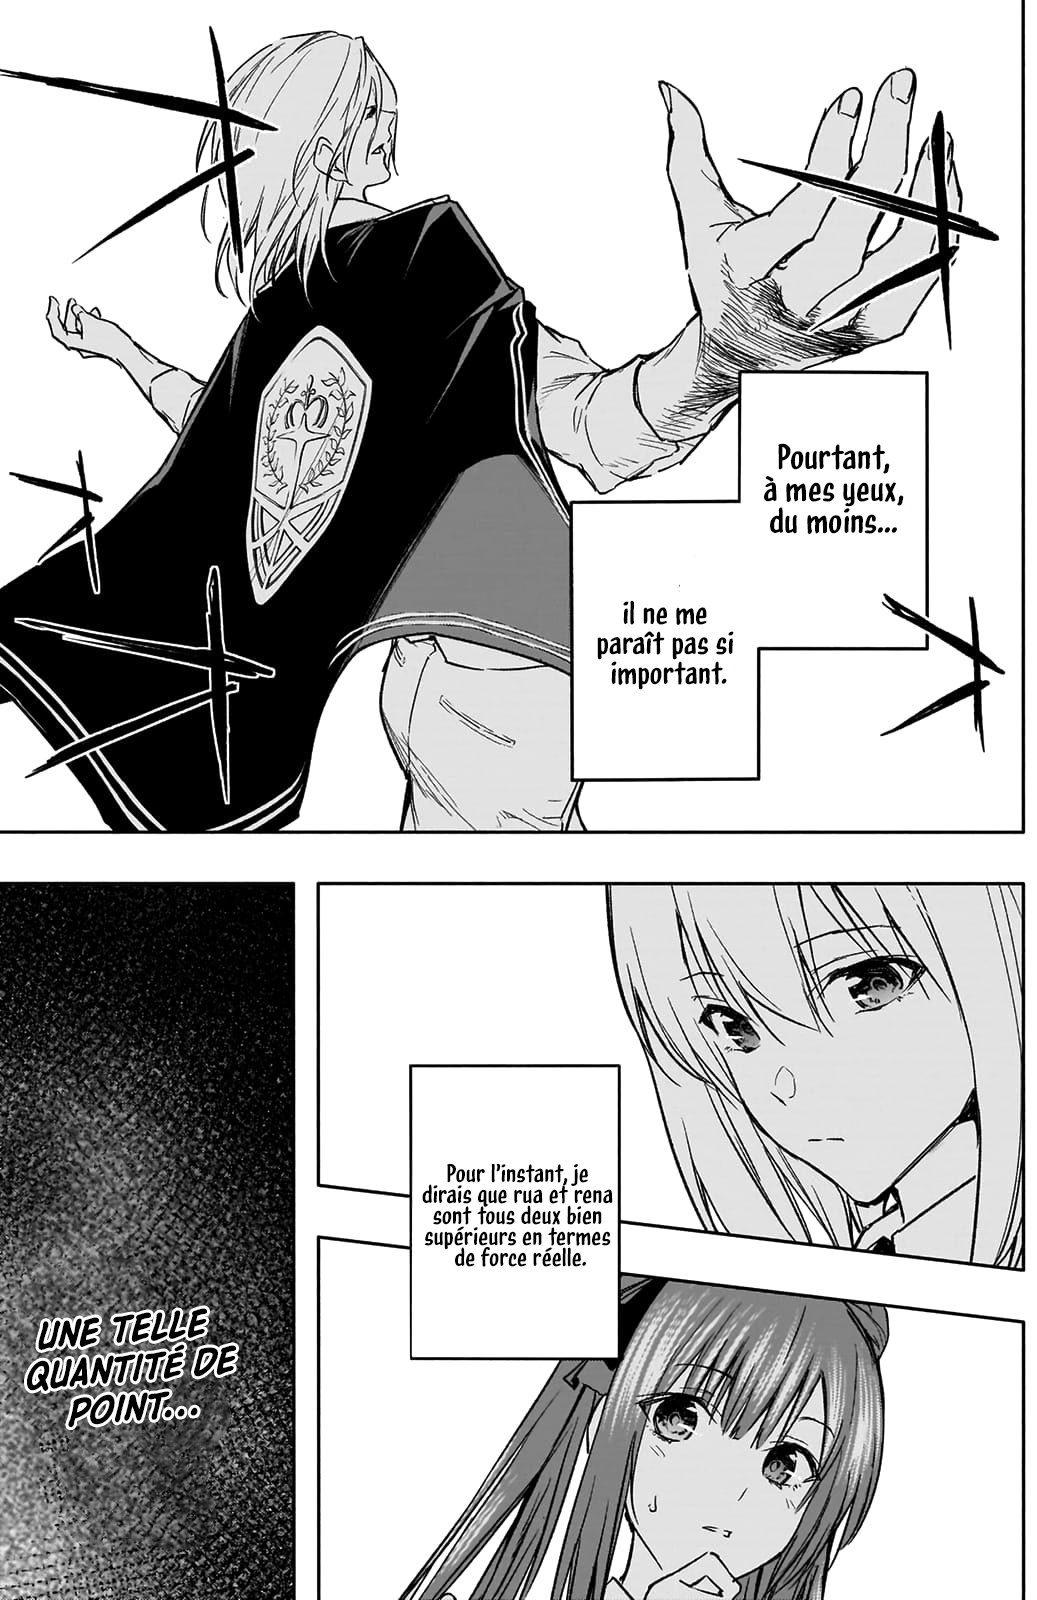 Pourtant,
à mes yeux,
du moins...
il ne me
paraît pas si
important.
Pour l'instant, je
dirais que rua et rena
sont tous deux bien
supérieurs en termes
de force réelle.
UNE TELLE
QUANTITÉ DE
POINT...